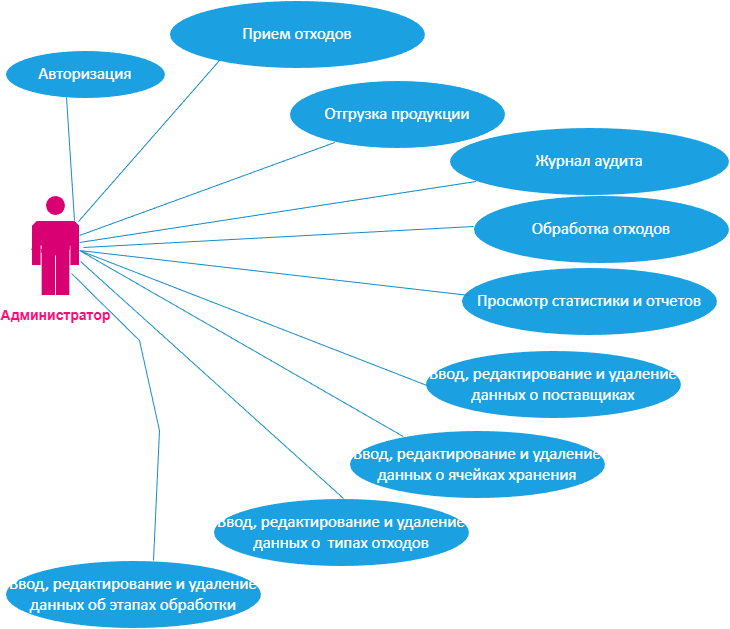 Прием отходов
Авторизация
Отгрузка продукции
Журнал аудита
Обработка отходов
Просмотр статистики и отчетов
Администратор
Ввод, редактирование и удаление
данных о поставщиках
Ввод, редактирование и удаление
данных о ячейках хранения
Ввод, редактирование и удаление
данных о типах отходов
Ввод, редактирование и удаление
данных об этапах обработки